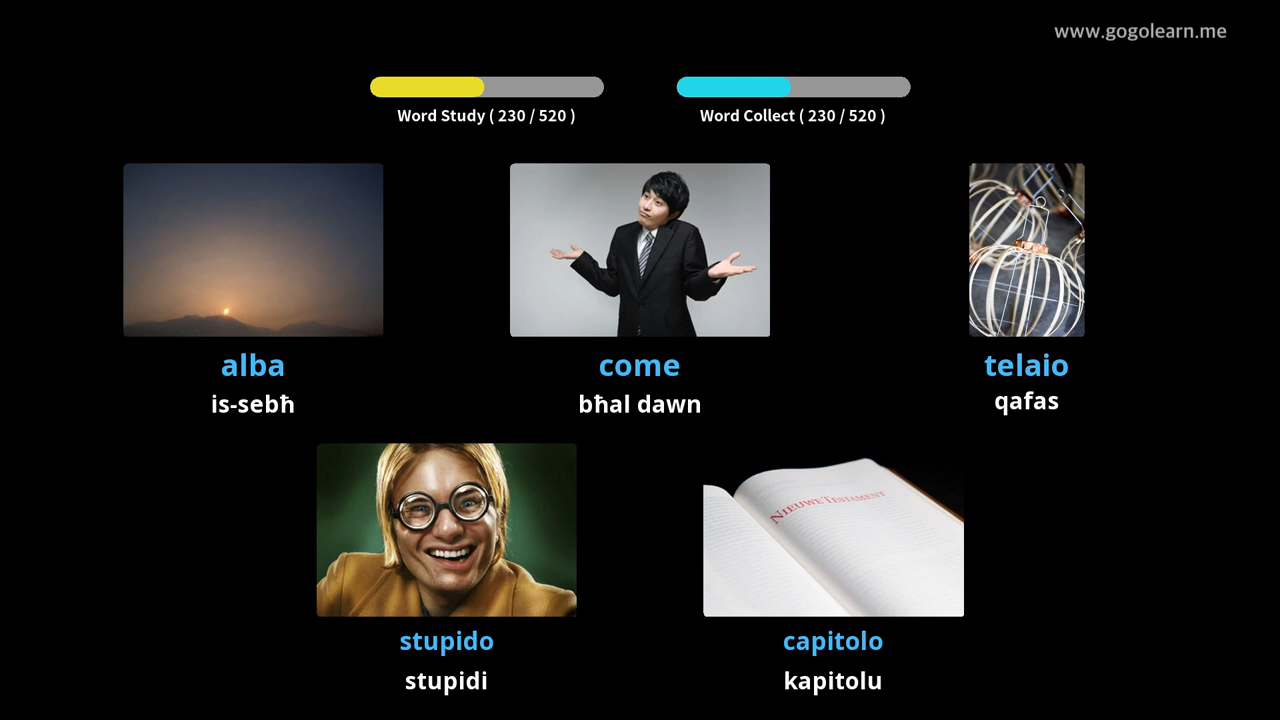 www.gogolearn.me
Word Study ( 230 / 520 )
Word Collect ( 230 / 520 )
alba
is-sebħ
come
bħal dawn
telaio
qafas
NIEUWE TESTAMENT
stupido
stupidi
capitolo
kapitolu